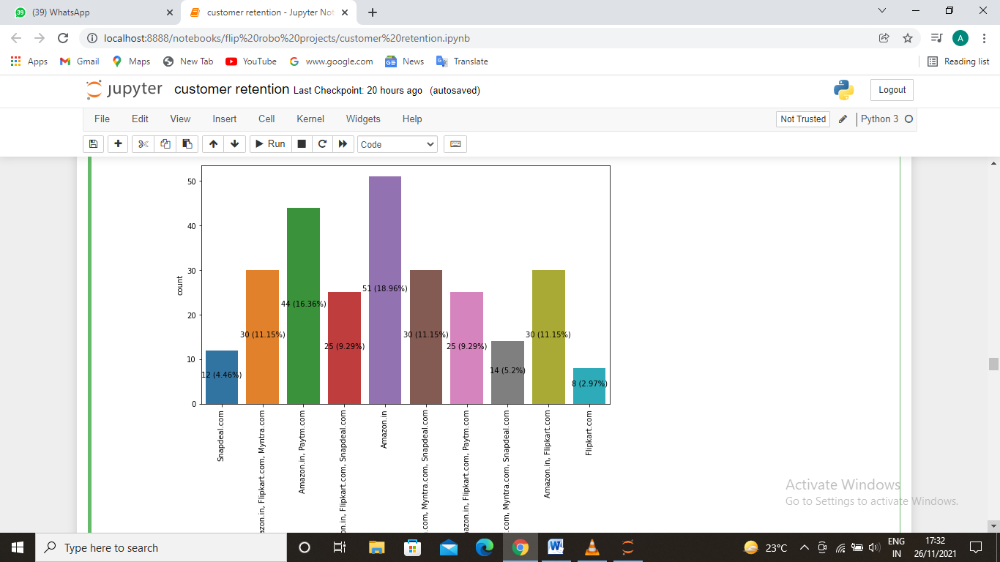 (39) WhatsApp
customer retention - Jupyter Not
localhost:8888/notebooks/flip%20robo%20projects/customer%20retention.ipynb
A
Apps Gmail Maps New Tab YouTube www.google.com News Translate Reading list
jupyter customer retention Last Checkpoint: 20 hours ago (autosaved) Logout
File Edit View Insert Cell Kernel Widgets Help Not Trusted Python 3
Run Code
50
40
30
20
10
0
count
12 (4.46%)
30 (11.15%)
44 (16.36%)
25 (9.29%)
51 (18.96%)
30 (11.15%)
25 (9.29%)
14 (5.2%)
30 (11.15%)
8 (2.97%)
Snapdeal.com
zon.in, Flipkart.com, Myntra.com
Amazon.in, Paytm.com
n.in, Flipkart.com, Snapdeal.com
Amazon.in
.com, Myntra.com, Snapdeal.com
azon.in, Flipkart.com, Paytm.com
.com, Myntra.com, Snapdeal.com
Amazon.in, Flipkart.com
Flipkart.com
Activate Windows
Go to Settings to activate Windows.
Type here to search
23°C
ENG
IN
17:32
26/11/2021